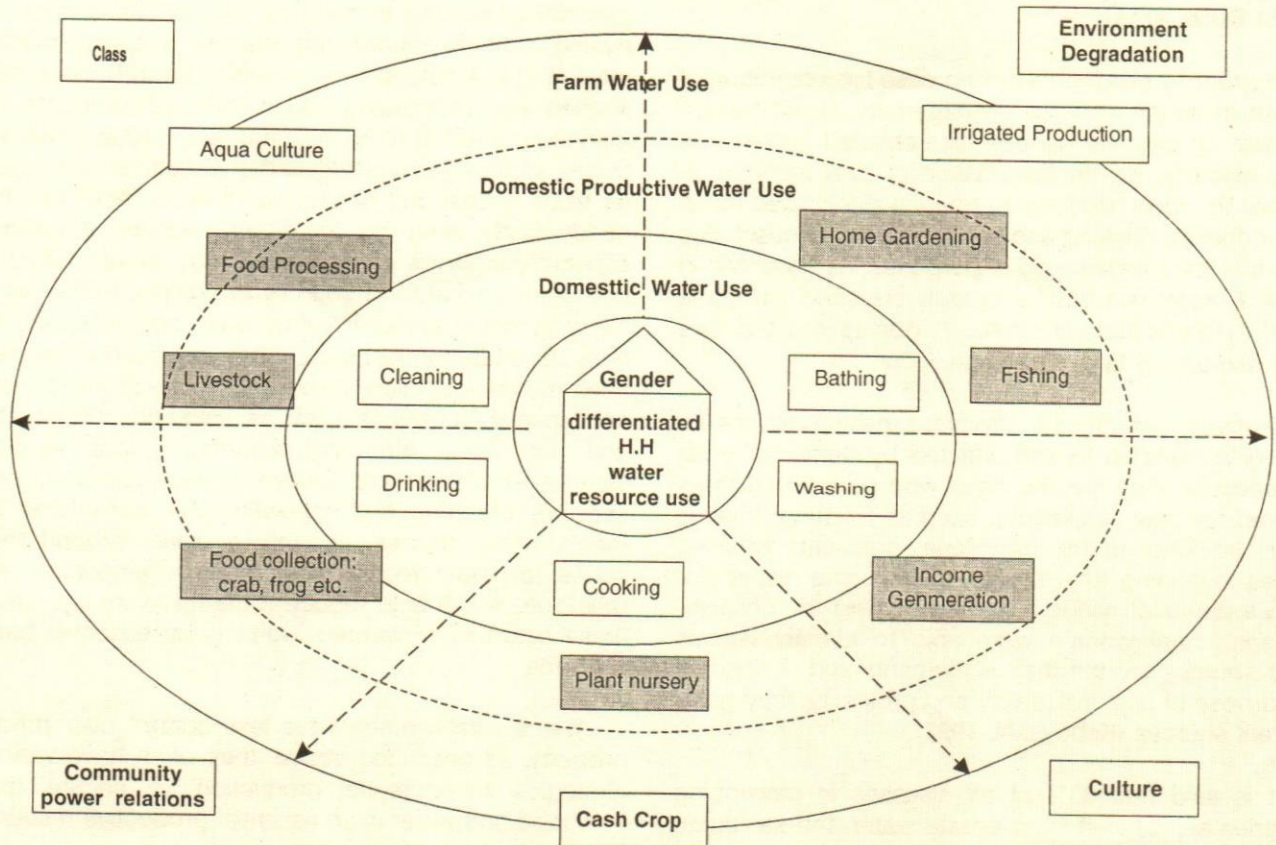 Class
Environment
Degradation
Farm Water Use
Aqua Culture
Irrigated Production
Domestic Productive Water Use
Food Processing
Home Gardening
Domesttic Water Use
Livestock
Cleaning
Gender
differentiated
H.H
water
resource use
Bathing
Fishing
Drinking
Washing
Food collection:
crab, frog etc.
Cooking
Income
Genmeration
Plant nursery
Community
power relations
Cash Crop
Culture